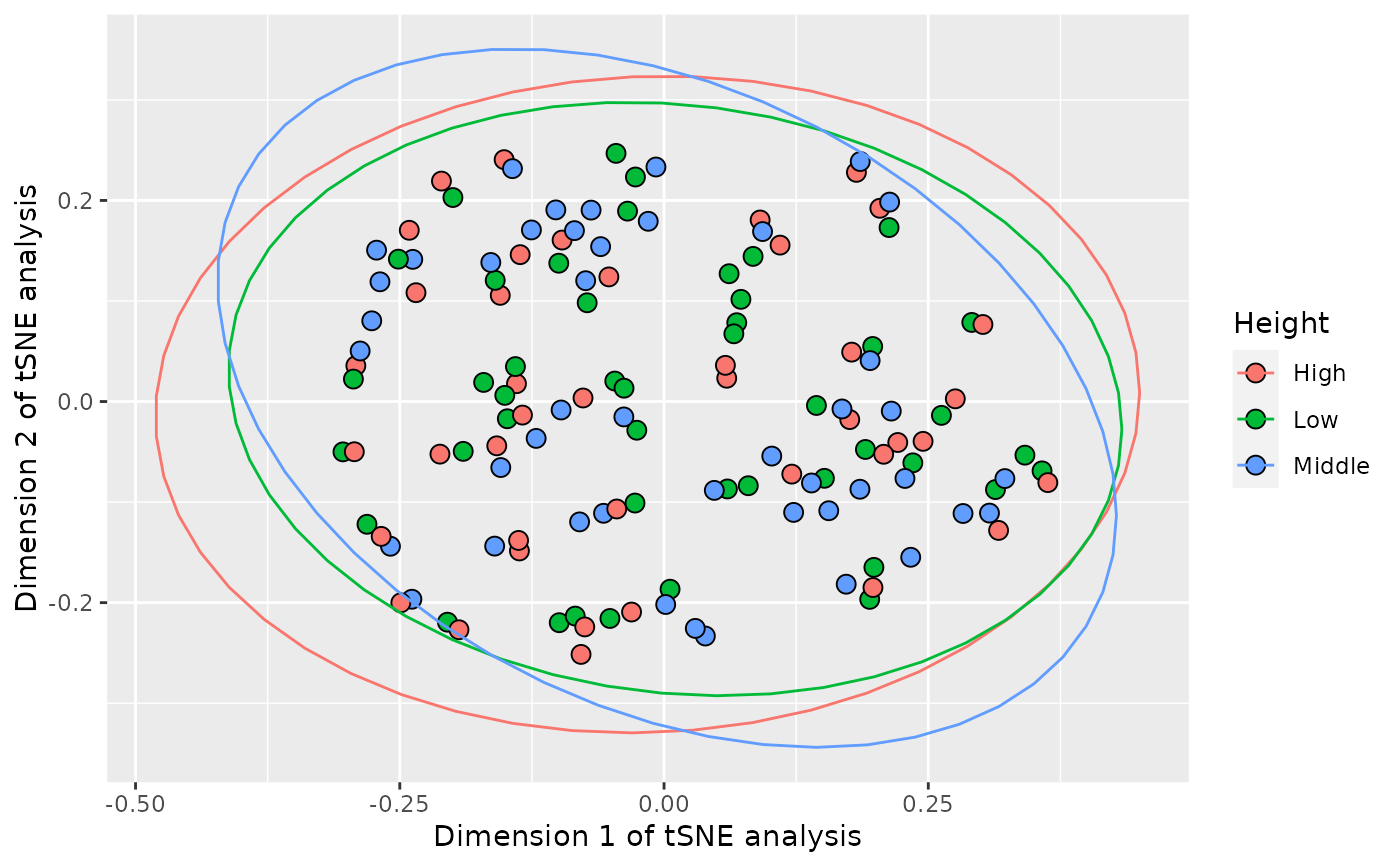 Dimension 2 of tSNE analysis
0.2
0.0
-0.2
-0.50
-0.25
0.00
0.25
Dimension 1 of tSNE analysis
Height
High
Low
Middle